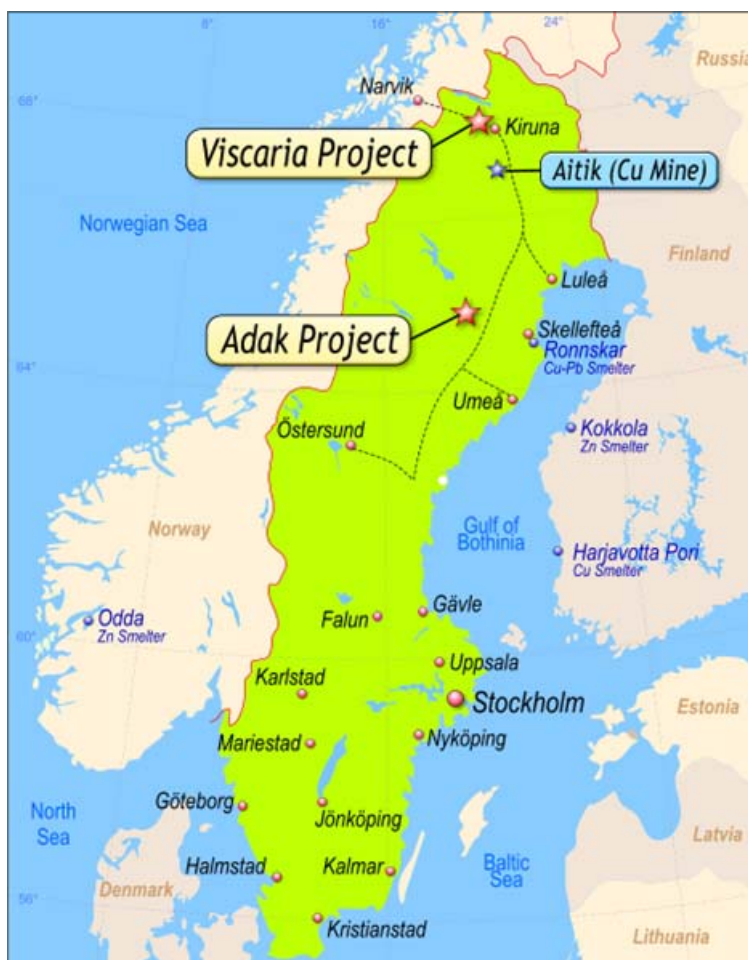 8°
16°
24°
Russia
Narvik
68°
Kiruna
Viscaria Project
Aitik (Cu Mine)
Norwegian Sea
Finland
Luleå
Adak Project
Skellefteå
Ronnskar
Cu-Pb Smelter
64°
Umeå
Östersund
Kokkola
Zn Smelter
Norway
Gulf of
Bothinia
Harjavotta Pori
Cu Smelter
Odda
Zn Smelter
Falun
Gävle
60°
Uppsala
Karlstad
Stockholm
Estonia
Mariestad
Nyköping
North
Sea
Göteborg
Jönköping
Latvia
Halmstad
Kalmar
Baltic
Sea
Denmark
56°
Kristianstad
Lithuania